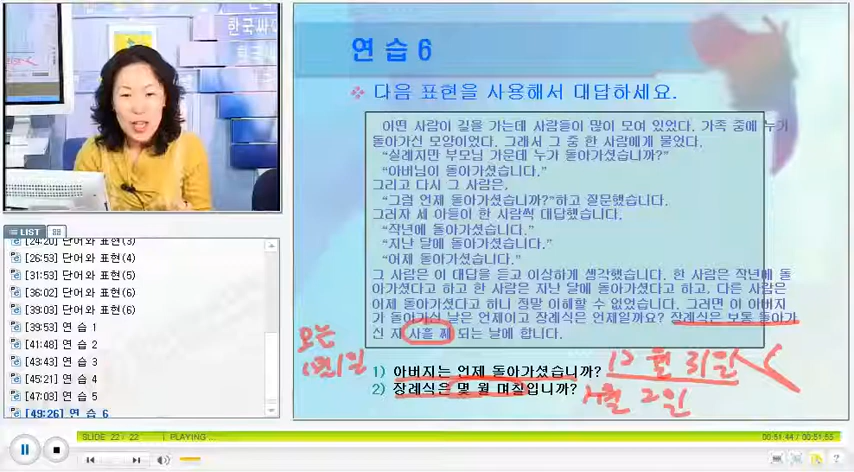 한국싸이
연 습 6
❖ 다음 표현을 사용해서 대답하세요.
어떤 사람이 길을 가는데 사람들이 많이 모여 있었다. 가족 중에 누가
돌아가신 모양이었다. 그래서 그 중 한 사람에게 물었다.
"실례지만 부모님 가운데 누가 돌아가셨습니까?"
"아버님이 돌아가셨습니다."
그리고 다시 그 사람은,
"그럼 언제 돌아가셨습니까?"하고 질문했습니다.
그러자 세 아들이 한 사람씩 대답했습니다.
"작년에 돌아가셨습니다."
"지난 달에 돌아가셨습니다."
"어제 돌아가셨습니다."
그 사람은 이 대답을 듣고 이상하게 생각했습니다. 한 사람은 작년에 돌
아가셨다고 하고 한 사람은 지난 달에 돌아가셨다고 하고. 다른 사람은
어제 돌아가셨다고 하니 정말 이해할 수 없었습니다. 그러면 이 아버지
가 돌아가신 날은 언제이고 장례식은 언제일까요? 장례식은 보통 돌아가
신 지 사흘 째 되는 날에 합니다.
오는
1월 1일
1) 아버지는 언제 돌아가셨습니까? 12월 31일
2) 장례식은 몇 월 며칠입니까? 1월 2일
LIST
[24:20] 단어와 표현(3)
[26:53] 단어와 표현(4)
[31:53] 단어와 표현(5)
[36:02] 단어와 표현(6)
[39:03] 단어와 표현(6)
[39:53] 연 습 1
[41:48] 연 습 2
[43:43] 연 습 3
[45:21] 연 습 4
[47:03] 연 습 5
[49:26] 연 습 6
SLIDE 22 : 22 PLAYING...
00:51:44 / 00:51:55